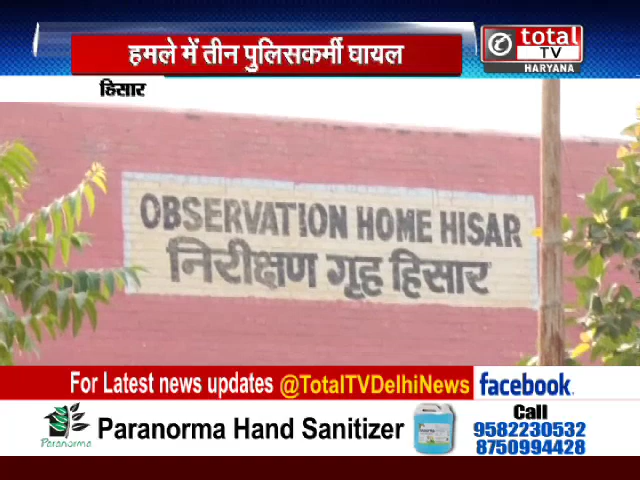 हमले में तीन पुलिसकर्मी घायल
total
TV
HARYANA
हिसार
OBSERVATION HOME HISAR
निरीक्षण गृह हिसार
For Latest news updates @TotalTVDelhiNews facebook
Paranorma
Paranorma Hand Sanitizer
Call
9582230532
8750994428